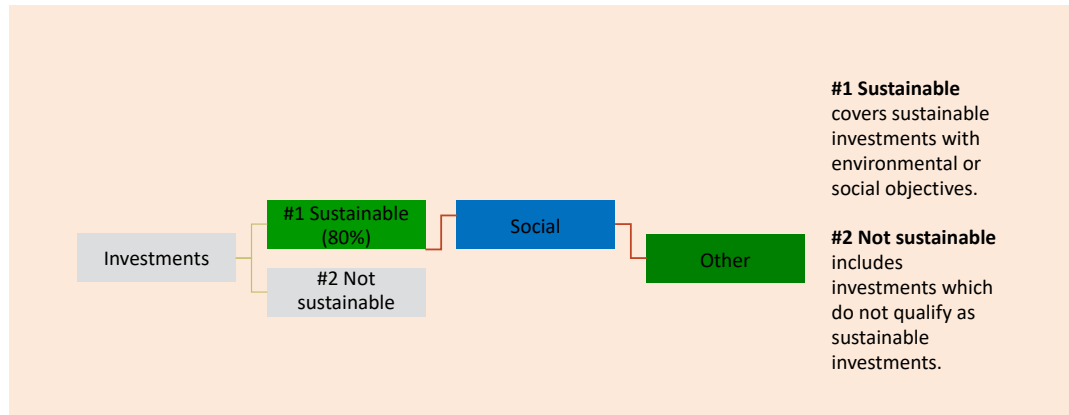 Investments
#1 Sustainable
(80%)
#2 Not
sustainable
Social
Other
#1 Sustainable
covers sustainable
investments with
environmental or
social objectives.
#2 Not sustainable
includes
investments which
do not qualify as
sustainable
investments.